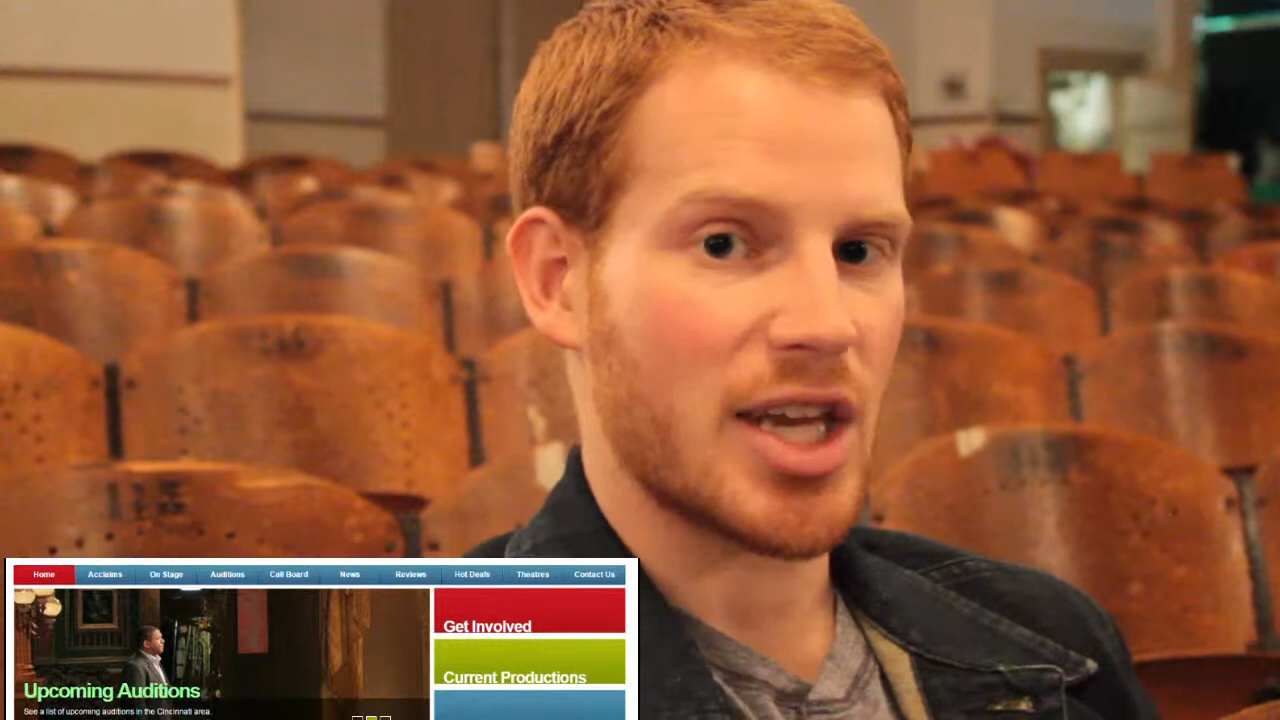 Home Acclaims On Stage Auditions Call Board News Reviews Hot Deals Theatres Contact Us
Get Involved
Current Productions
Upcoming Auditions
See a list of upcoming auditions in the Cincinnati area.